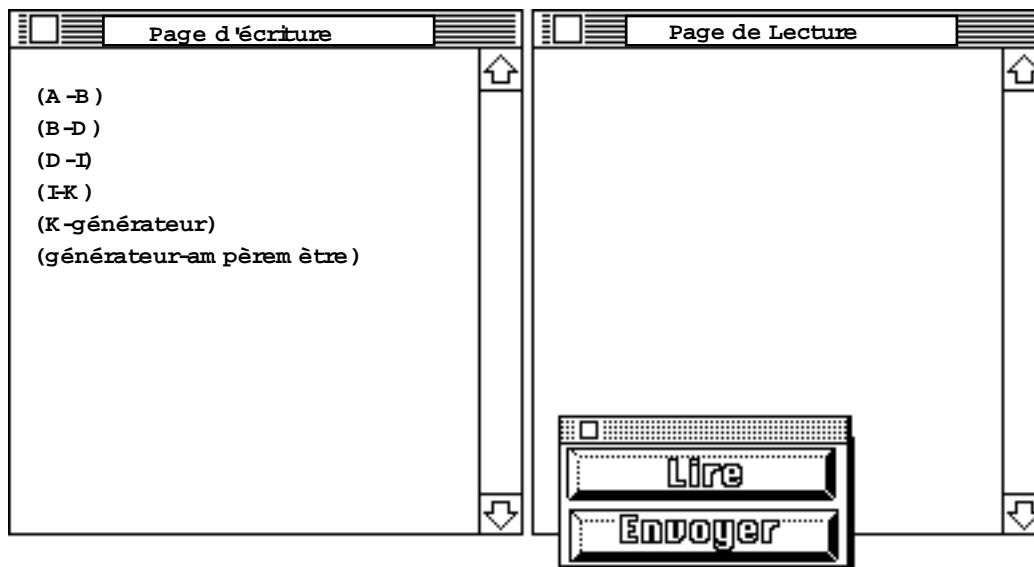 Page d'écriture
(A-B)
(B-D)
(D-I)
(I-K)
(K-générateur)
(générateur-ampèremètre)
Page de Lecture
Lire
Envoyer